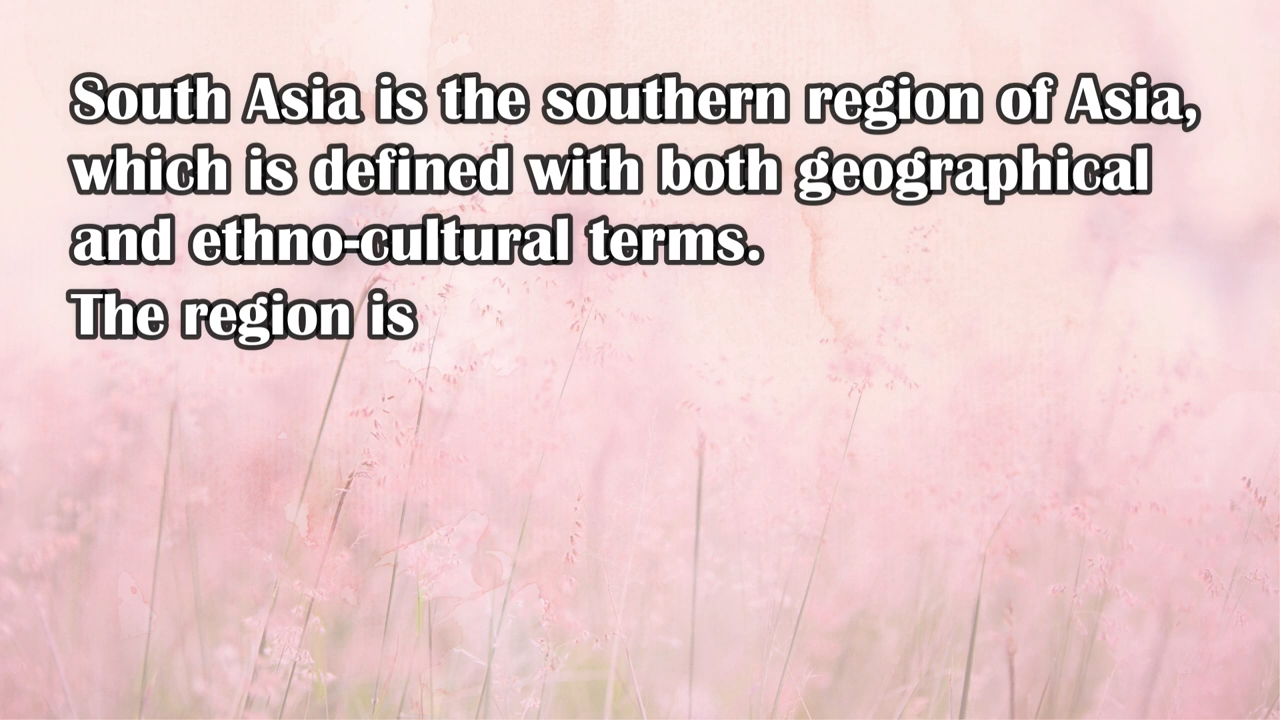 South Asia is the southern region of Asia,
which is defined with both geographical
and ethno-cultural terms.
The region is